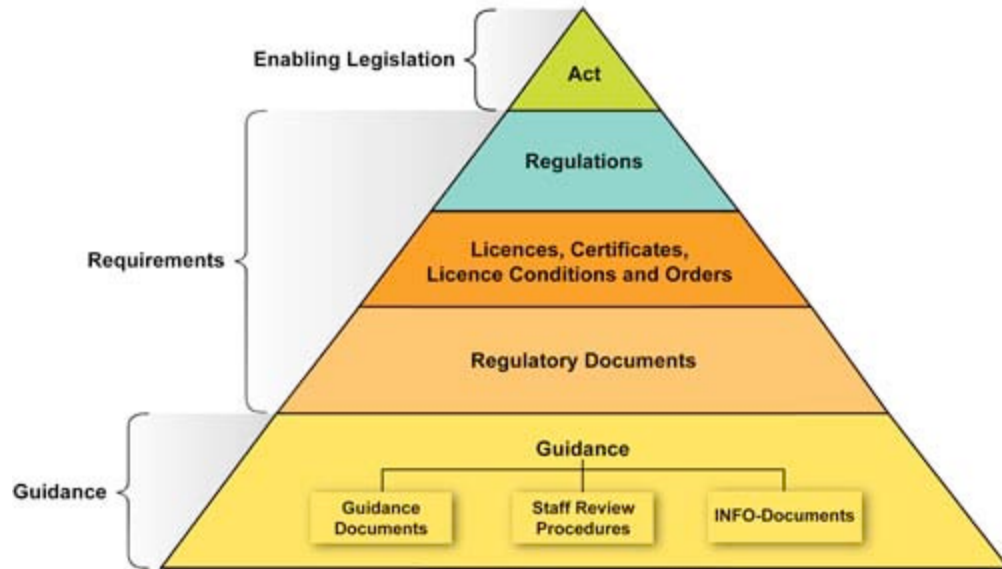 Enabling Legislation
Act
Regulations
Requirements
Licences, Certificates,
Licence Conditions and Orders
Regulatory Documents
Guidance
Guidance
Guidance
Documents
Staff Review
Procedures
INFO-Documents